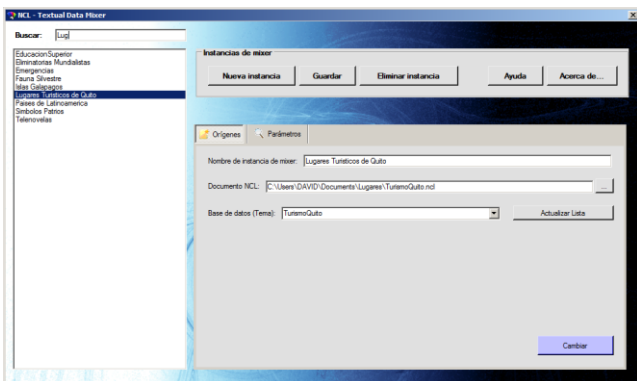 NCL - Textual Data Mixer
Buscar: Lug
EducacionSuperior
Eliminatorias Mundialistas
Emergencias
Fauna Silvestre
Islas Galapagos
Lugares Turisticos de Quito
Paises de Latinoamerica
Simbolos Patrios
Telenovelas
Instancias de mixer
Nueva instancia Guardar Eliminar instancia Ayuda Acerca de...
Orígenes Parámetros
Nombre de instancia de mixer: Lugares Turisticos de Quito
Documento NCL: C:\Users\DAVID\Documents\Lugares\TurismoQuito.ncl ...
Base de datos (Tema): TurismoQuito Actualizar Lista
Cambiar